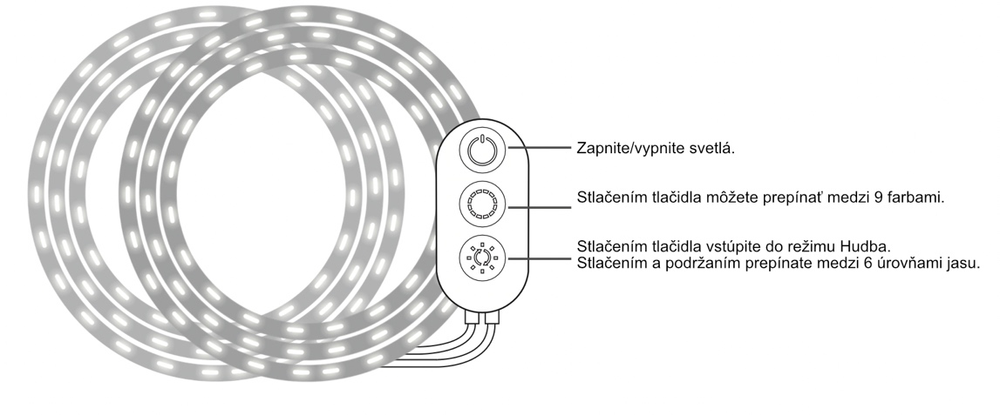 Zapnite/vypnite svetlá.
Stlačením tlačidla môžete prepínať medzi 9 farbami.
Stlačením tlačidla vstúpite do režimu Hudba.
Stlačením a podržaním prepínate medzi 6 úrovňami jasu.